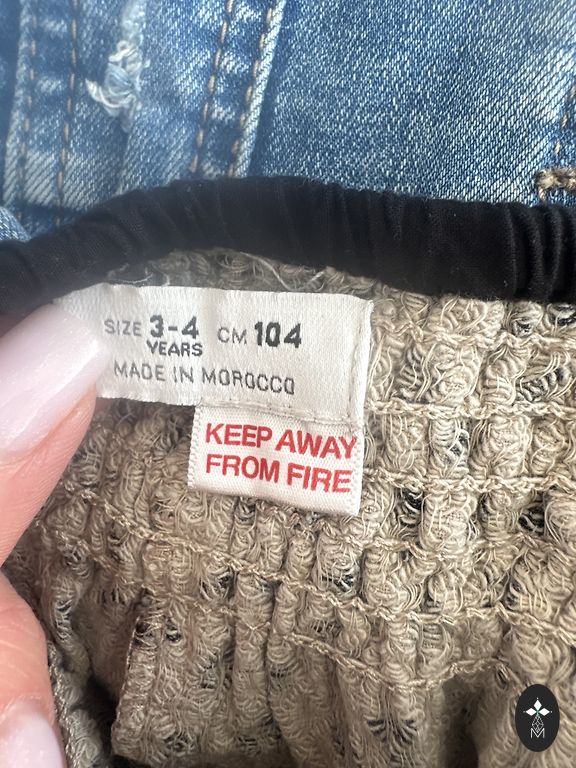 SIZE 3-4 CM 104
YEARS
MADE IN MOROCCO
KEEP AWAY
FROM FIRE